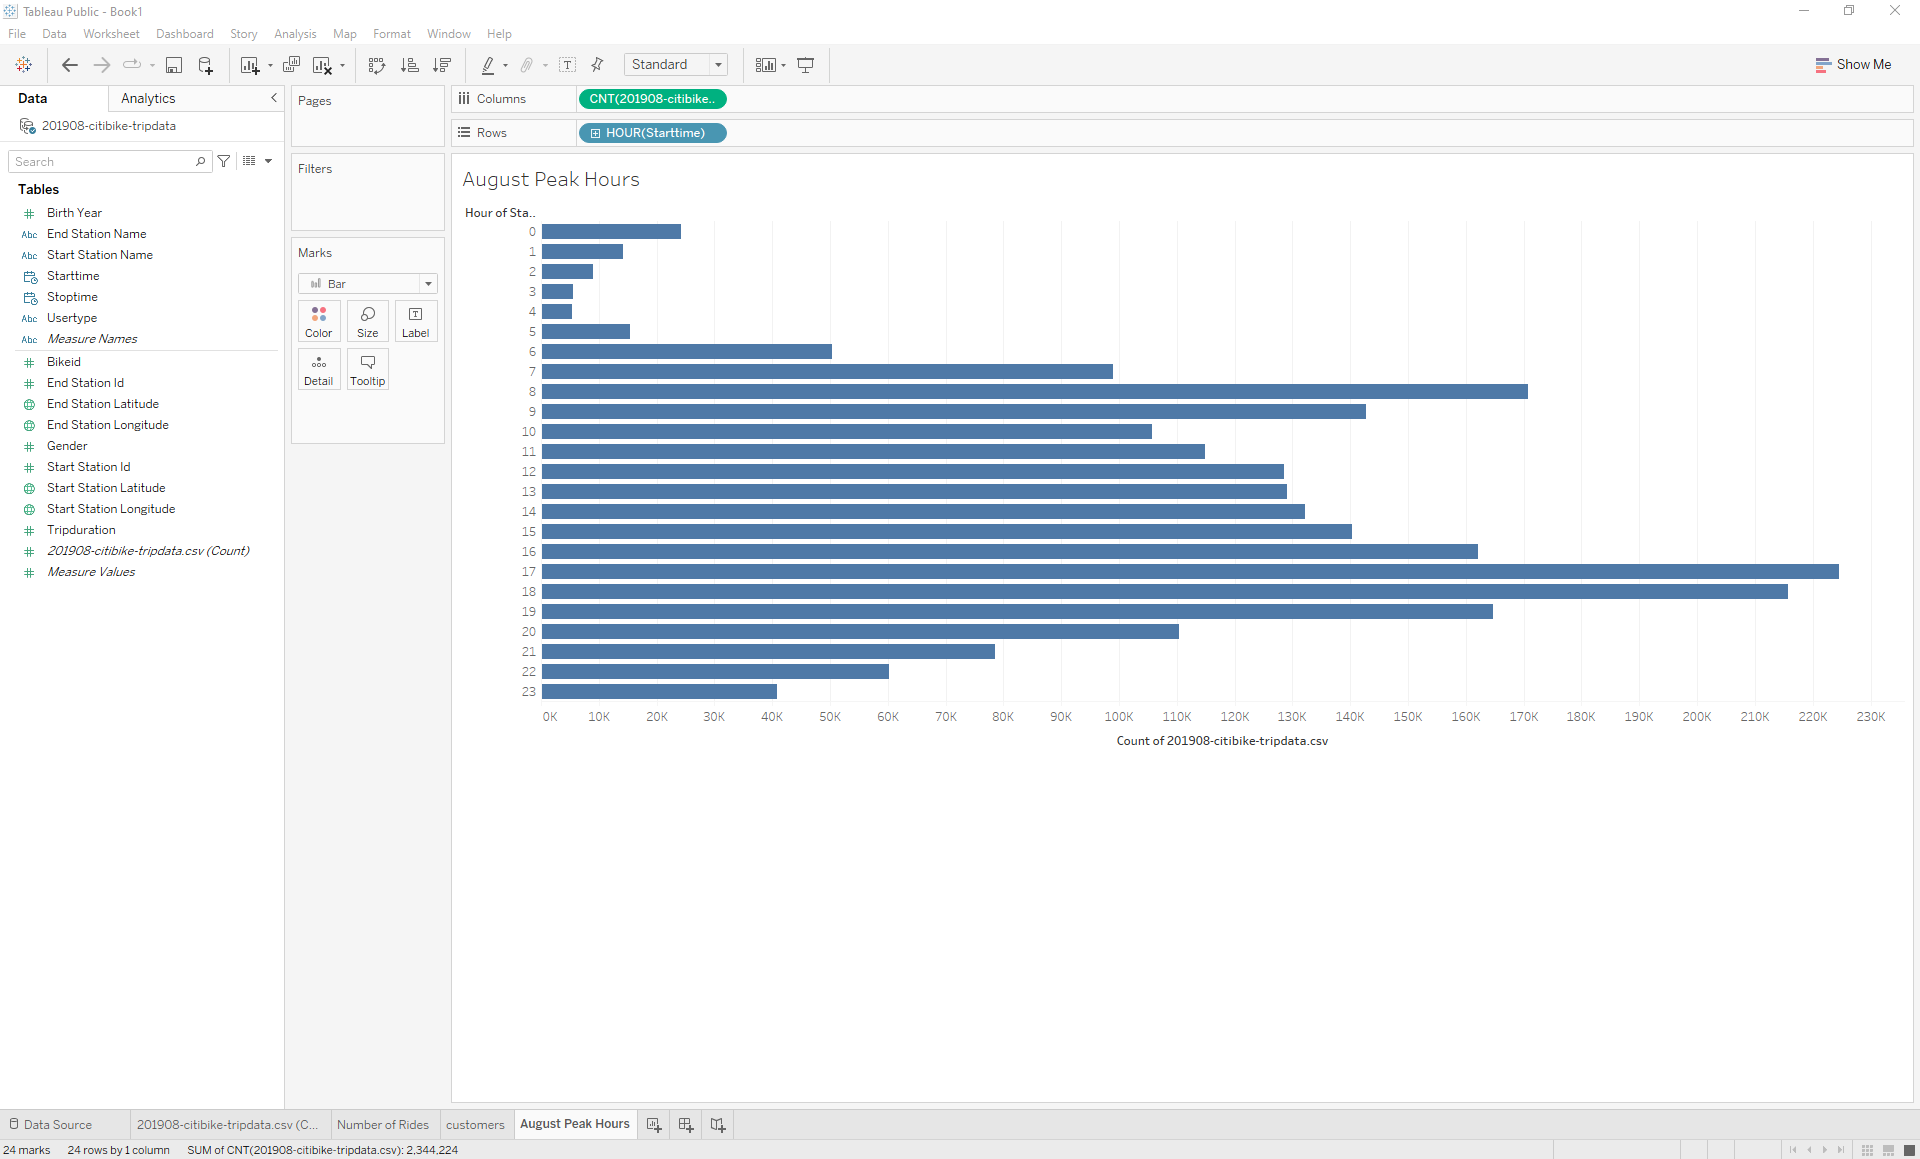 Tableau Public - Book1
File Data Worksheet Dashboard Story Analysis Map Format Window Help
Standard
Show Me
Data Analytics
201908-citibike-tripdata
Search
Tables
Birth Year
Abc End Station Name
Abc Start Station Name
Starttime
Stoptime
Abc Usertype
Abc Measure Names
Bikeid
End Station Id
End Station Latitude
End Station Longitude
Gender
Start Station Id
Start Station Latitude
Start Station Longitude
Tripduration
201908-citibike-tripdata.csv (Count)
Measure Values
Pages
Filters
Marks
Bar
Color Size Label
Detail Tooltip
Columns CNT(201908-citibike..
Rows HOUR(Starttime)
August Peak Hours
Hour of Sta..
0
1
2
3
4
5
6
7
8
9
10
11
12
13
14
15
16
17
18
19
20
21
22
23
0K 10K 20K 30K 40K 50K 60K 70K 80K 90K 100K 110K 120K 130K 140K 150K 160K 170K 180K 190K 200K 210K 220K 230K
Count of 201908-citibike-tripdata.csv
Data Source 201908-citibike-tripdata.csv (C... Number of Rides customers August Peak Hours
24 marks 24 rows by 1 column SUM of CNT(201908-citibike-tripdata.csv): 2,344,224